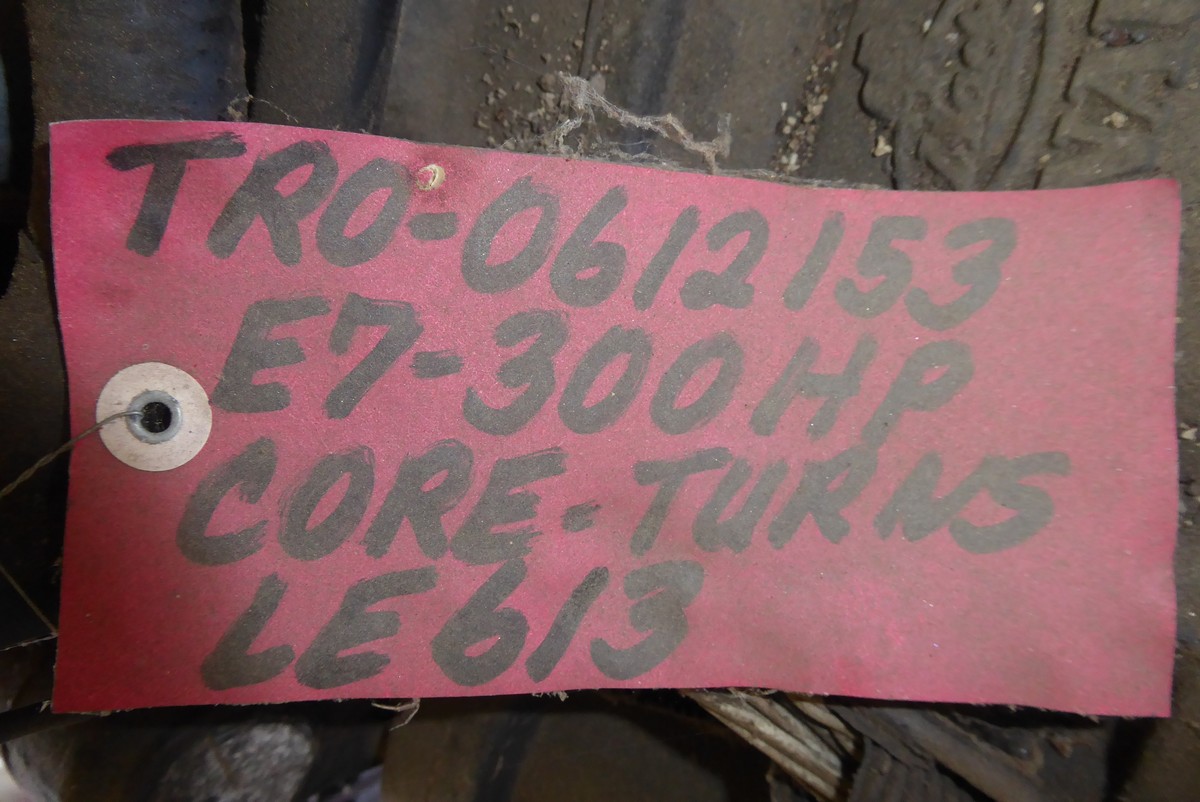 TRO-0612153
E7-300HP
CORE-TURNS
LE613